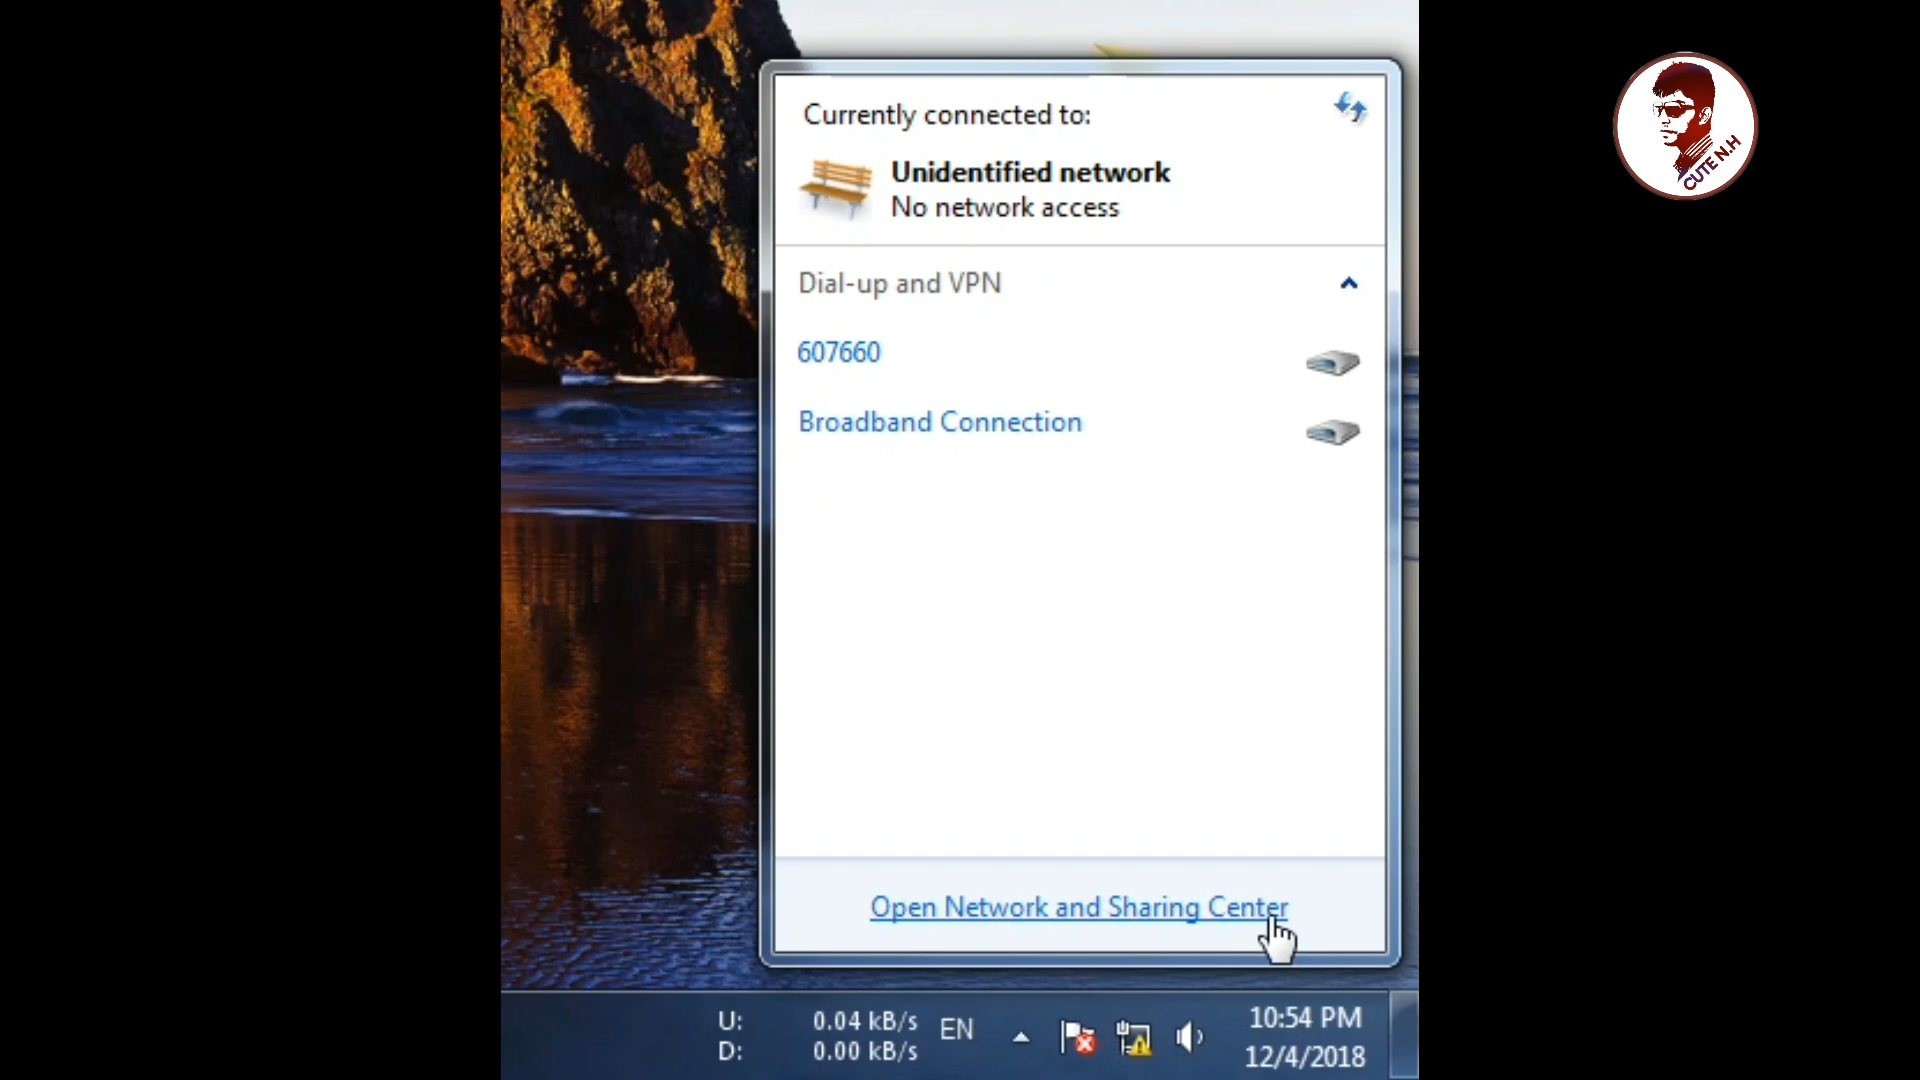 Currently connected to:
Unidentified network
No network access
Dial-up and VPN
607660
Broadband Connection
Open Network and Sharing Center
U: 0.04 kB/s
D: 0.00 kB/s
EN
10:54 PM
12/4/2018
CUTE N.H